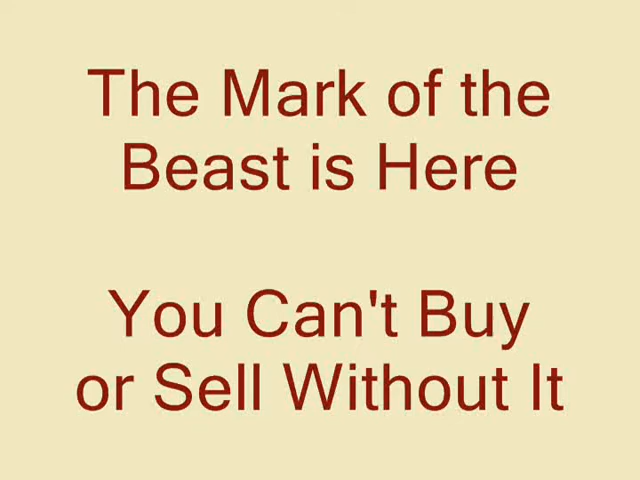 The Mark of the
Beast is Here
You Can't Buy
or Sell Without It